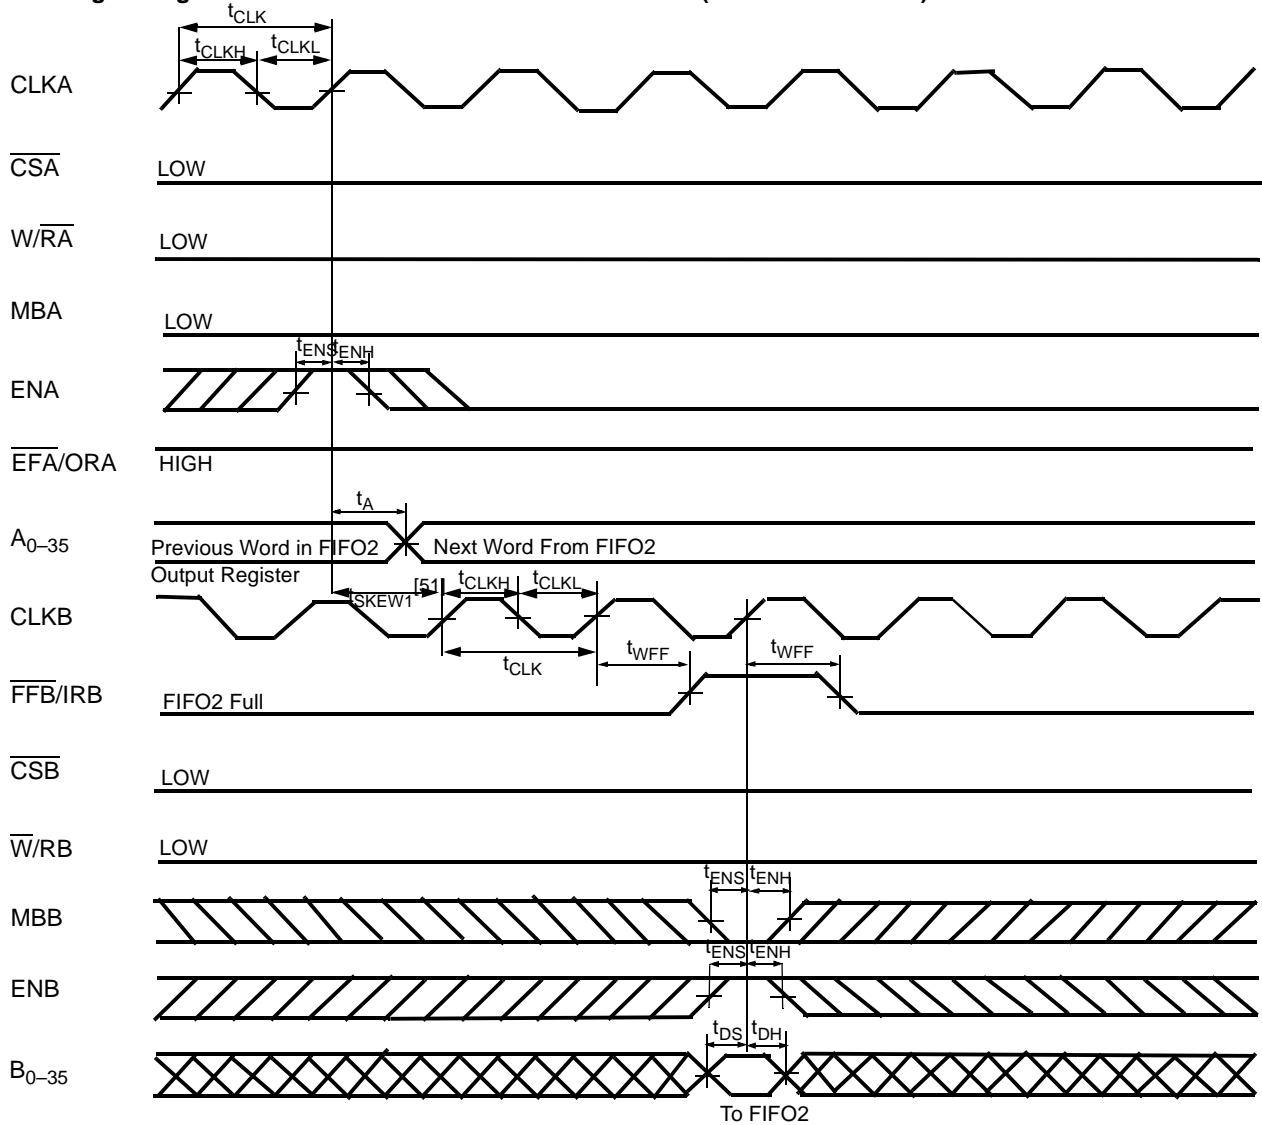 tCLK
tCLKH
tCLKL
CLKA
CSA
LOW
W/RA
LOW
MBA
LOW
tENS
tENH
ENA
EFA/ORA
HIGH
tA
A0–35
Previous Word in FIFO2
Next Word From FIFO2
Output Register
tSKEW1[51]
tCLKH
tCLKL
CLKB
tCLK
tWFF
tWFF
FFB/IRB
FIFO2 Full
CSB
LOW
W/RB
LOW
tENS
tENH
MBB
tENS
tENH
ENB
tDS
tDH
B0–35
To FIFO2